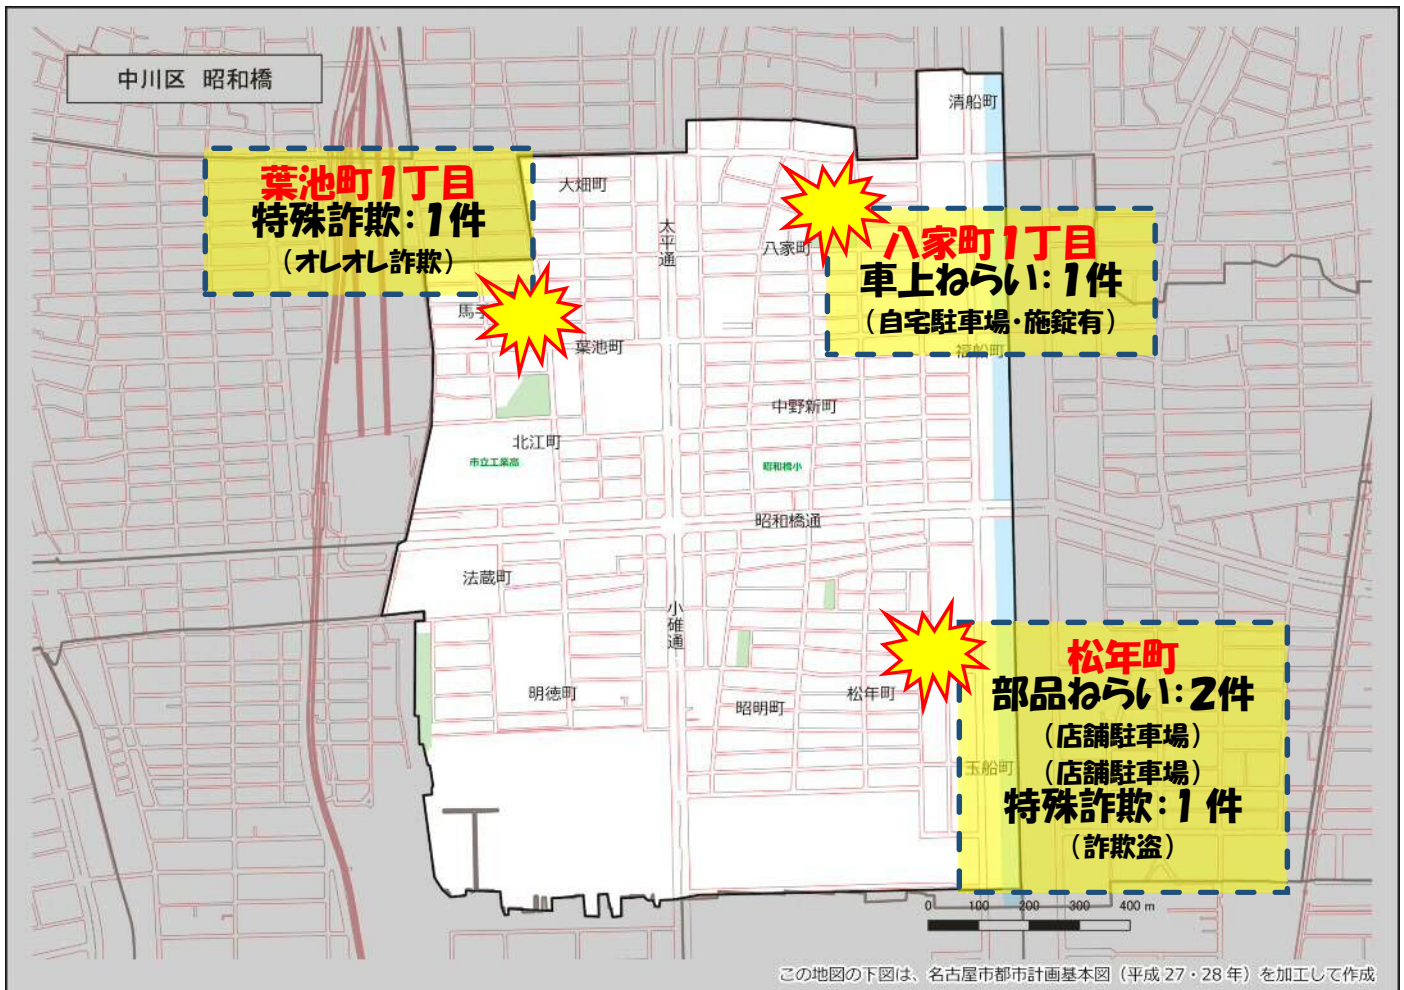 中川区 昭和橋
清船町
葉池町1丁目
特殊詐欺:1件
(オレオレ詐欺)
大畑町
太平通
八家町
八家町1丁目
車上ねらい:1件
(自宅駐車場・施錠有)
福船町
葉池町
中野新町
北江町
市立工業高
昭和橋小
昭和橋通
法蔵町
小碓通
明徳町
昭明町
松年町
松年町
部品ねらい:2件
(店舗駐車場)
(店舗駐車場)
特殊詐欺:1件
(詐欺盗)
玉船町
0 100 200 300 400 m
この地図の下図は、名古屋市都市計画基本図(平成 27・28 年)を加工して作成